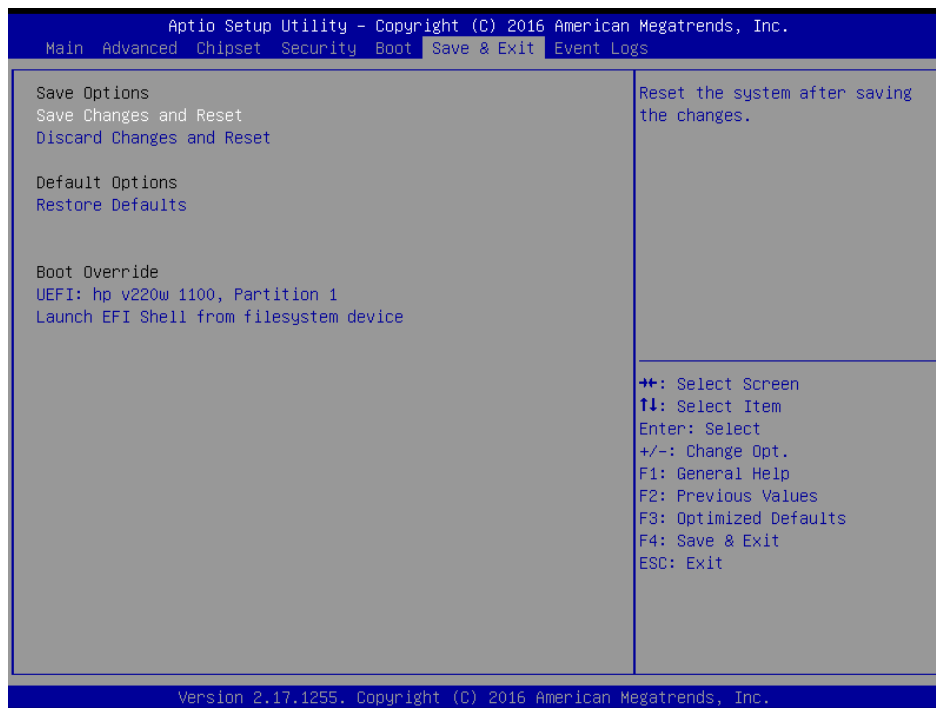 Aptio Setup Utility – Copyright (C) 2016 American Megatrends, Inc.
Main Advanced Chipset Security Boot Save & Exit Event Logs
Save Options
Save Changes and Reset
Discard Changes and Reset
Default Options
Restore Defaults
Boot Override
UEFI: hp v220w 1100, Partition 1
Launch EFI Shell from filesystem device
Reset the system after saving
the changes.
→←: Select Screen
↑↓: Select Item
Enter: Select
+/-: Change Opt.
F1: General Help
F2: Previous Values
F3: Optimized Defaults
F4: Save & Exit
ESC: Exit
Version 2.17.1255. Copyright (C) 2016 American Megatrends, Inc.